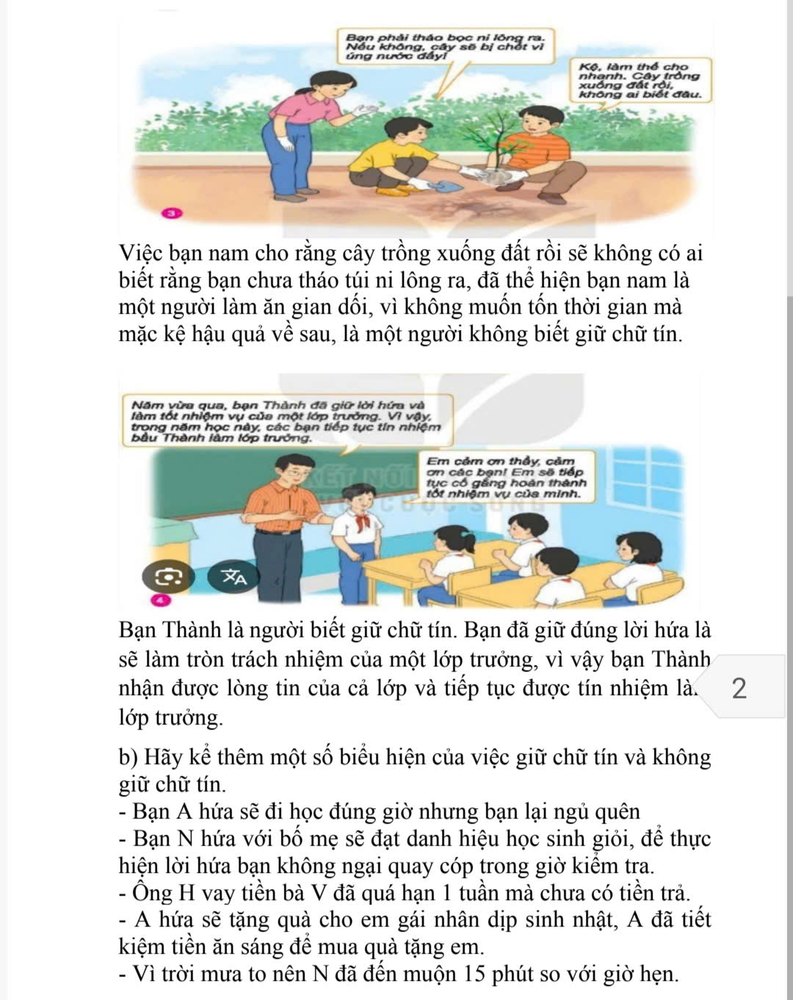 Bạn phải tháo bọc ni lông ra.
Nếu không, cây sẽ bị chết vì
úng nước đấy!
Kệ, làm thế cho
nhanh. Cây trồng
xuống đất rồi,
không ai biết đâu.
3
Việc bạn nam cho rằng cây trồng xuống đất rồi sẽ không có ai
biết rằng bạn chưa tháo túi ni lông ra, đã thể hiện bạn nam là
một người làm ăn gian dối, vì không muốn tốn thời gian mà
mặc kệ hậu quả về sau, là một người không biết giữ chữ tín.
Năm vừa qua, bạn Thành đã giữ lời hứa và
làm tốt nhiệm vụ của một lớp trưởng. Vì vậy,
trong năm học này, các bạn tiếp tục tín nhiệm
bầu Thành làm lớp trưởng.
Em cảm ơn thầy, cảm
ơn các bạn! Em sẽ tiếp
tục cố gắng hoàn thành
tốt nhiệm vụ của mình.
KẾT NỐI
CUỘC SỐNG
文A
4
Bạn Thành là người biết giữ chữ tín. Bạn đã giữ đúng lời hứa là
sẽ làm tròn trách nhiệm của một lớp trưởng, vì vậy bạn Thành
nhận được lòng tin của cả lớp và tiếp tục được tín nhiệm
2
lớp trưởng.
b) Hãy kể thêm một số biểu hiện của việc giữ chữ tín và không
giữ chữ tín.
- Bạn A hứa sẽ đi học đúng giờ nhưng bạn lại ngủ quên
- Bạn N hứa với bố mẹ sẽ đạt danh hiệu học sinh giỏi, để thực
hiện lời hứa bạn không ngại quay cóp trong giờ kiểm tra.
- Ông H vay tiền bà V đã quá hạn 1 tuần mà chưa có tiền trả.
- A hứa sẽ tặng quà cho em gái nhân dịp sinh nhật, A đã tiết
kiệm tiền ăn sáng để mua quà tặng em.
- Vì trời mưa to nên N đã đến muộn 15 phút so với giờ hẹn.